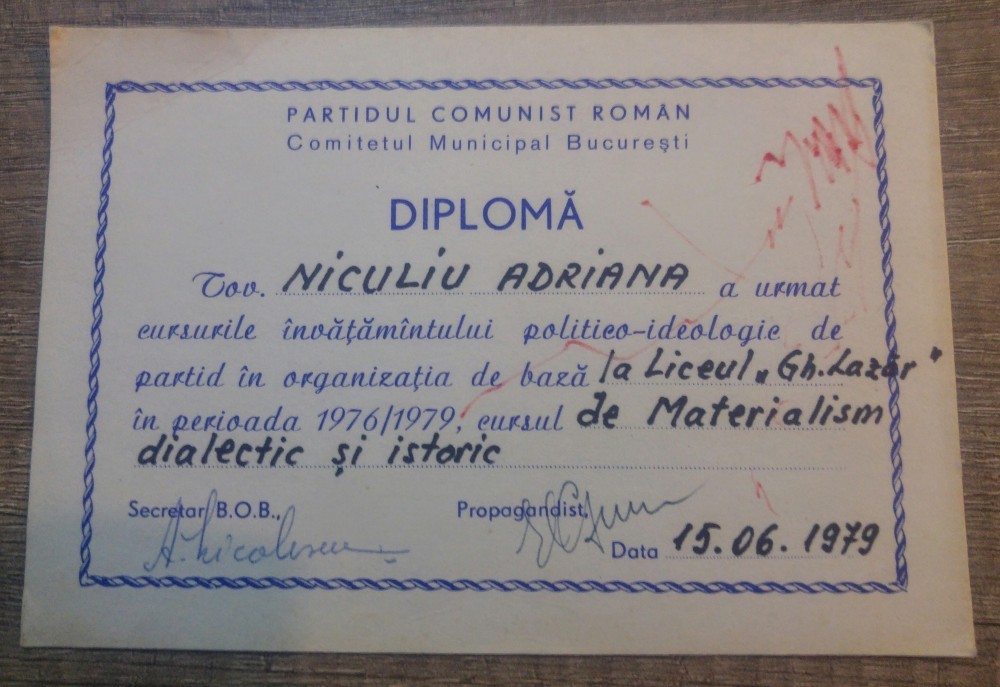 PARTIDUL COMUNIST ROMÂN
Comitetul Municipal București
DIPLOMĂ
Tov. NICULIU ADRIANA a urmat
cursurile învățămîntului politico-ideologic de
partid în organizația de bază la Liceul „Gh. Lazăr"
în perioada 1976/1979, cursul de Materialism
dialectic și istoric
Secretar B.O.B., Propagandist,
A. Nicolescu
Data 15.06.1979